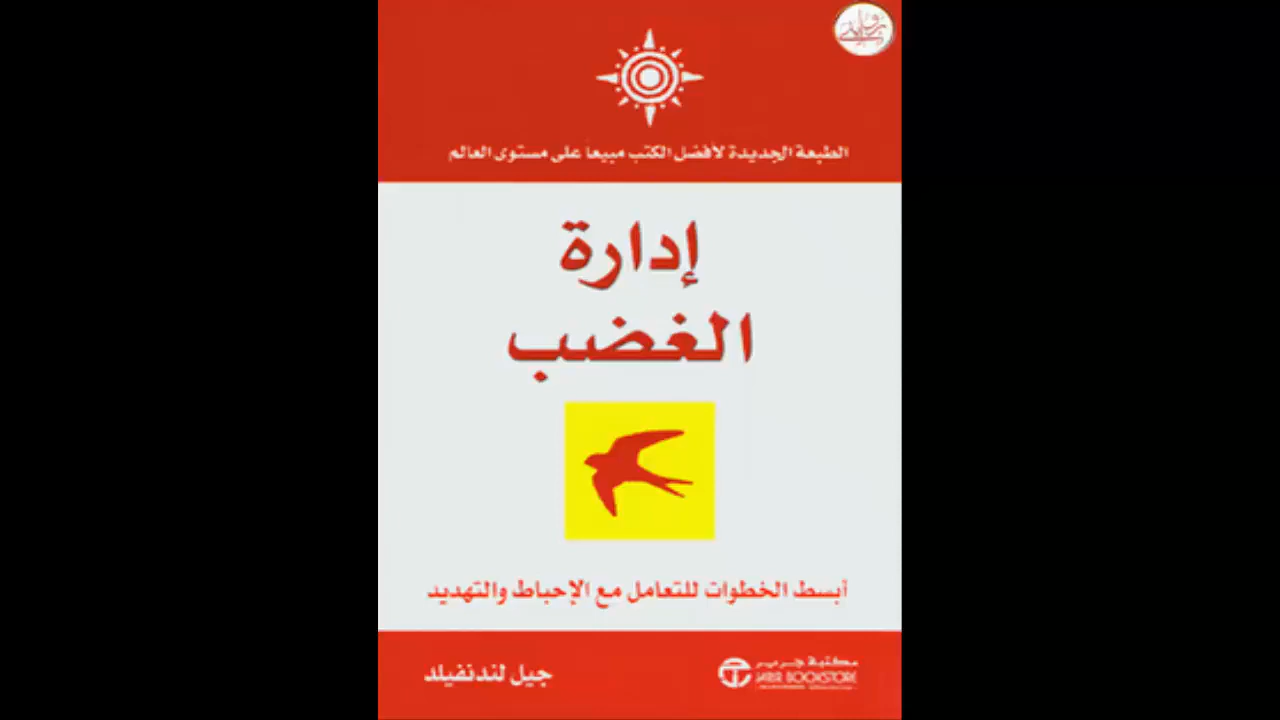 الطبعة الجديدة لأفضل الكتب مبيعا على مستوى العالم
إدارة
الغضب
أبسط الخطوات للتعامل مع الإحباط والتهديد
جيل لندنفيلد
مكتبة جرير
JARIR BOOKSTORE